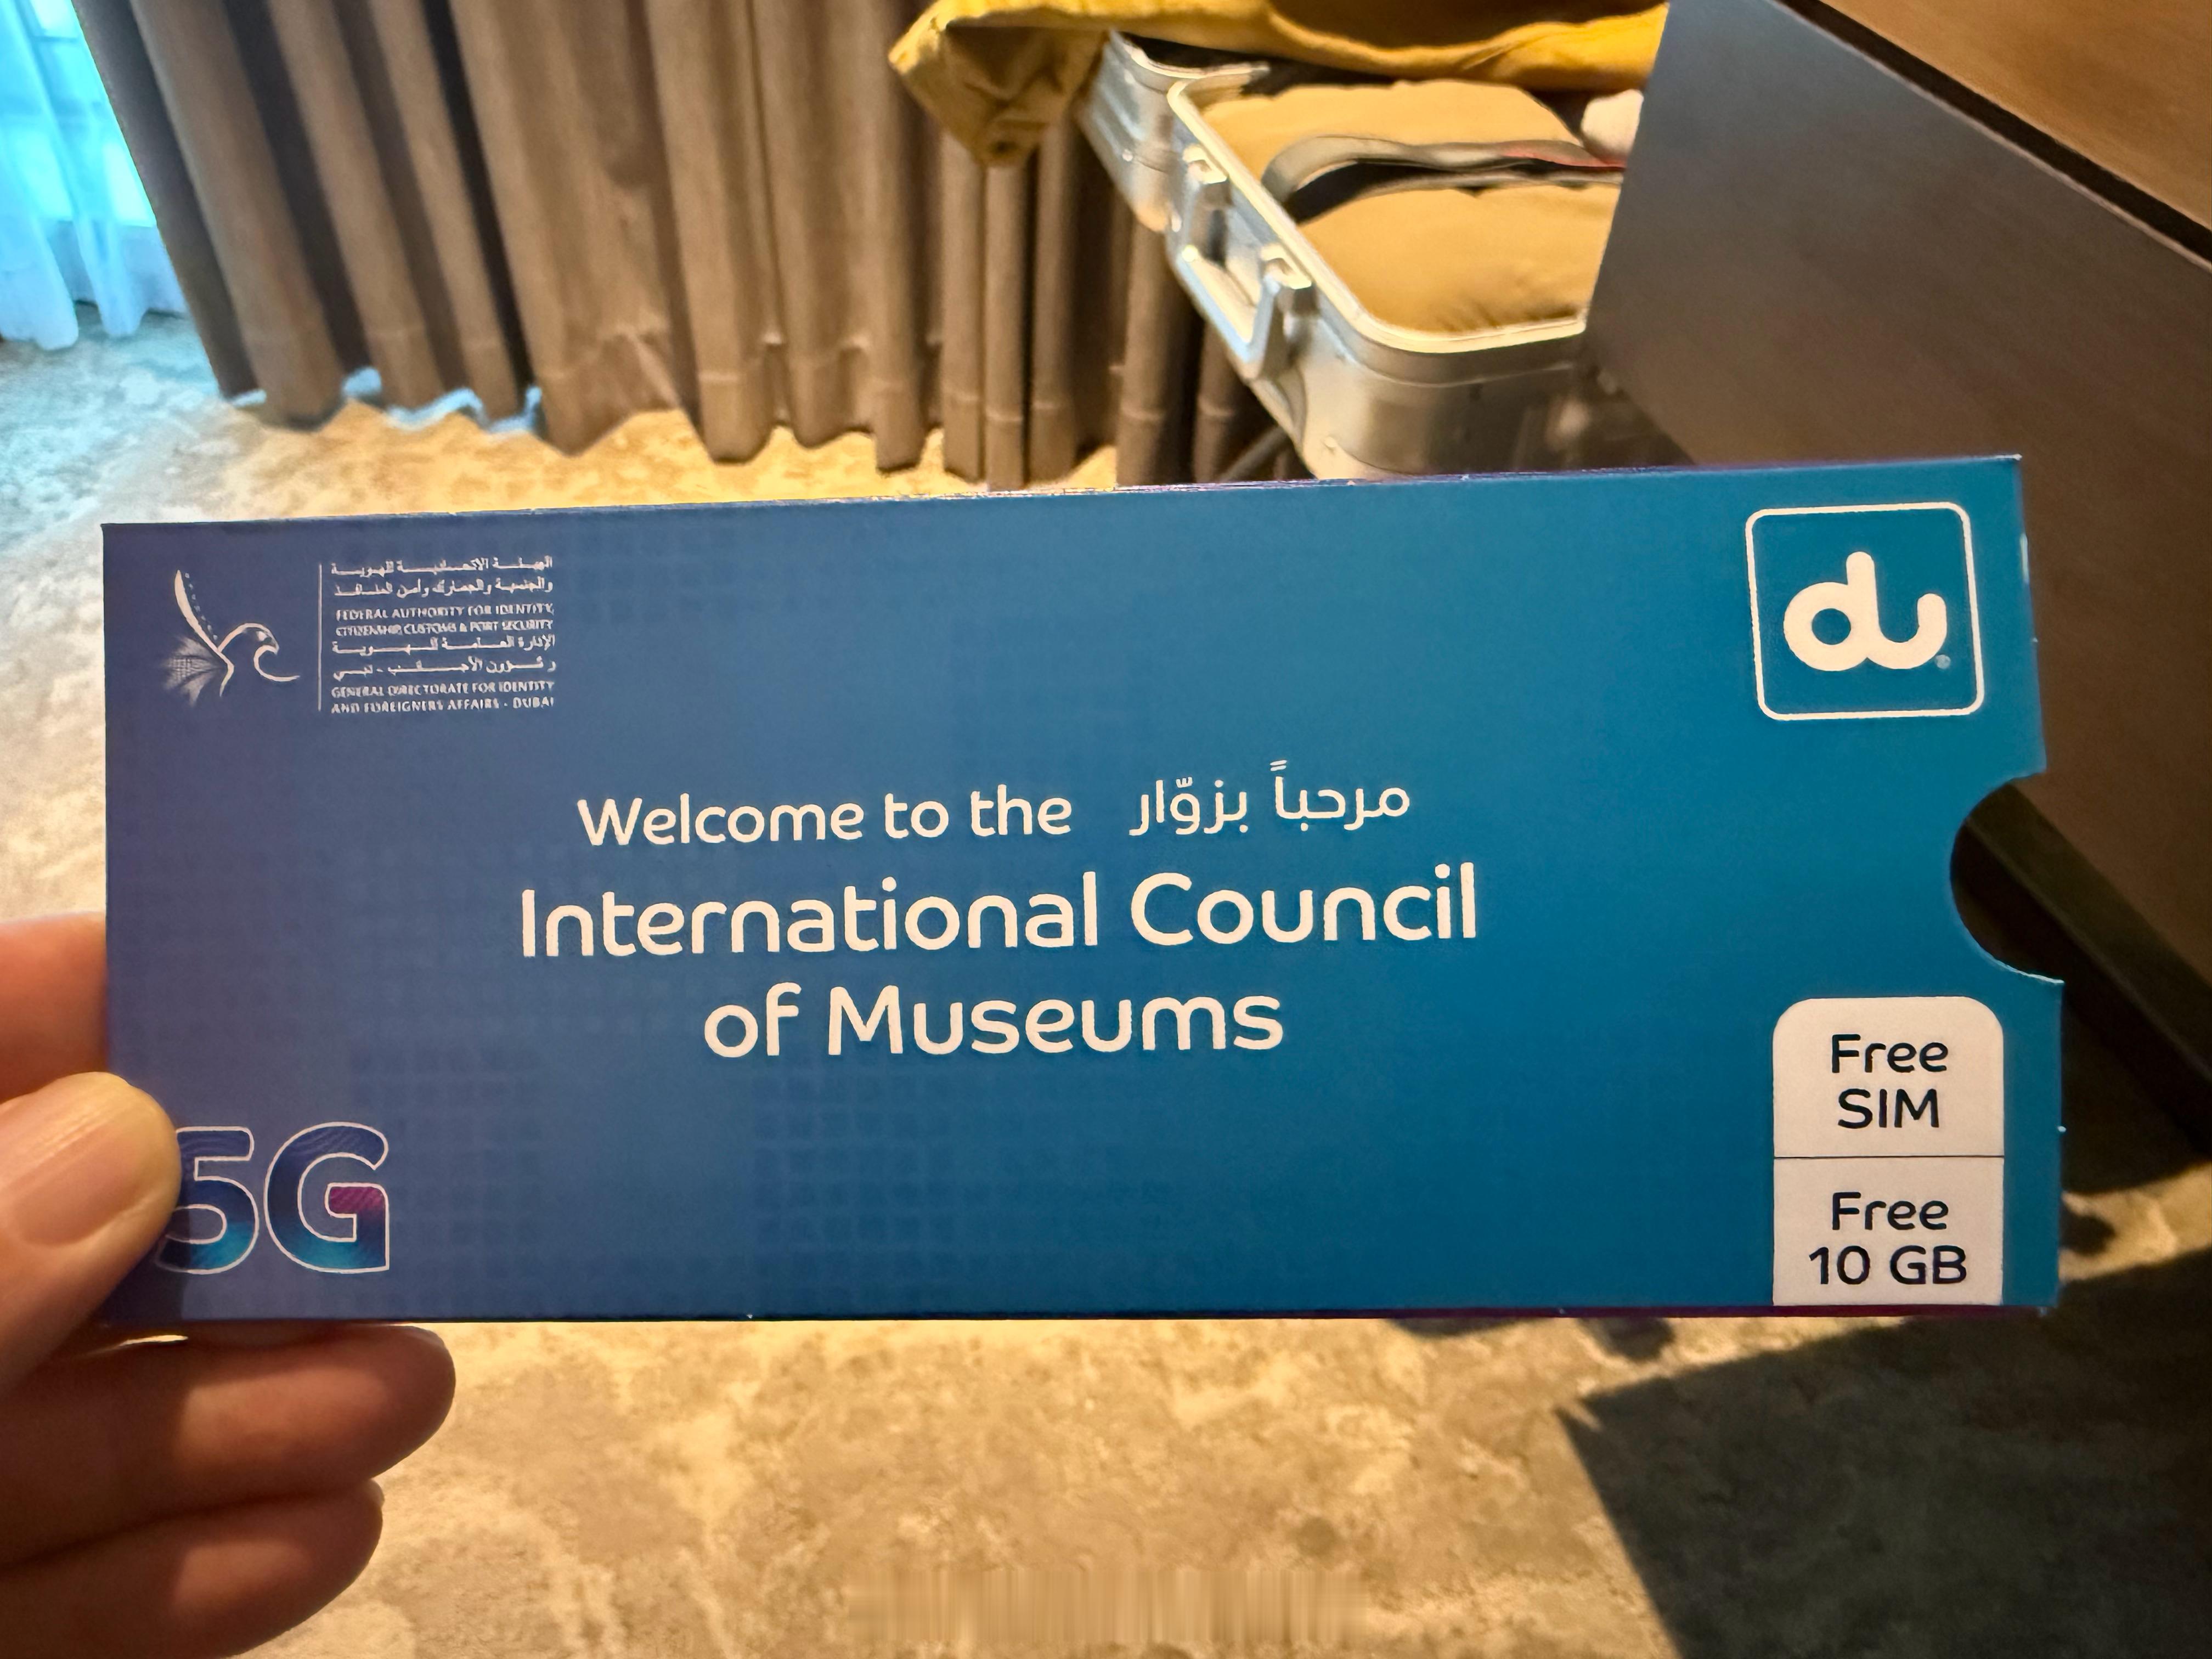 الهيئة الاتحادية للهوية
والجنسية والجمارك وأمن المنافذ
FEDERAL AUTHORITY FOR IDENTITY,
CITIZENSHIP, CUSTOMS & PORT SECURITY
الإدارة العامة للهوية
وشؤون الأجانب - دبي
GENERAL DIRECTORATE FOR IDENTITY
AND FOREIGNERS AFFAIRS - DUBAI
du
Welcome to the مرحباً بزوّار
International Council
of Museums
5G
Free
SIM
Free
10 GB